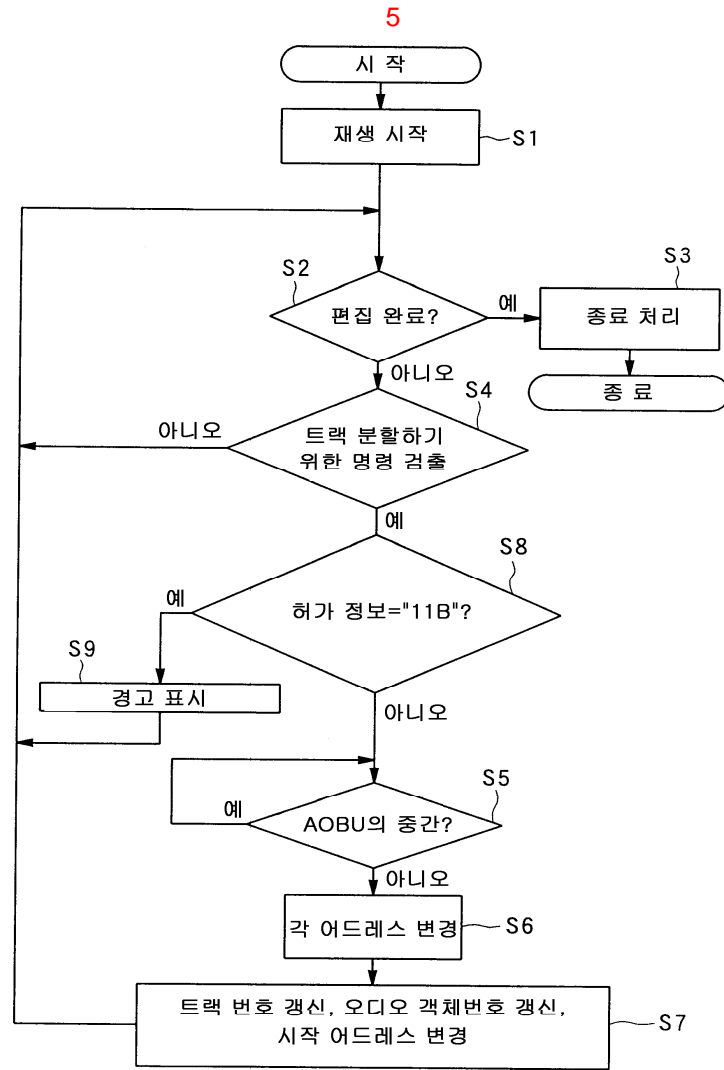 5
시 작
재생 시작
S1
S2
편집 완료?
예
S3
종료 처리
종 료
아니오
S4
트랙 분할하기
위한 명령 검출
아니오
예
S8
허가 정보="11B"?
예
S9
경고 표시
아니오
S5
AOBU의 중간?
예
아니오
각 어드레스 변경
S6
트랙 번호 갱신, 오디오 객체번호 갱신,
시작 어드레스 변경
S7